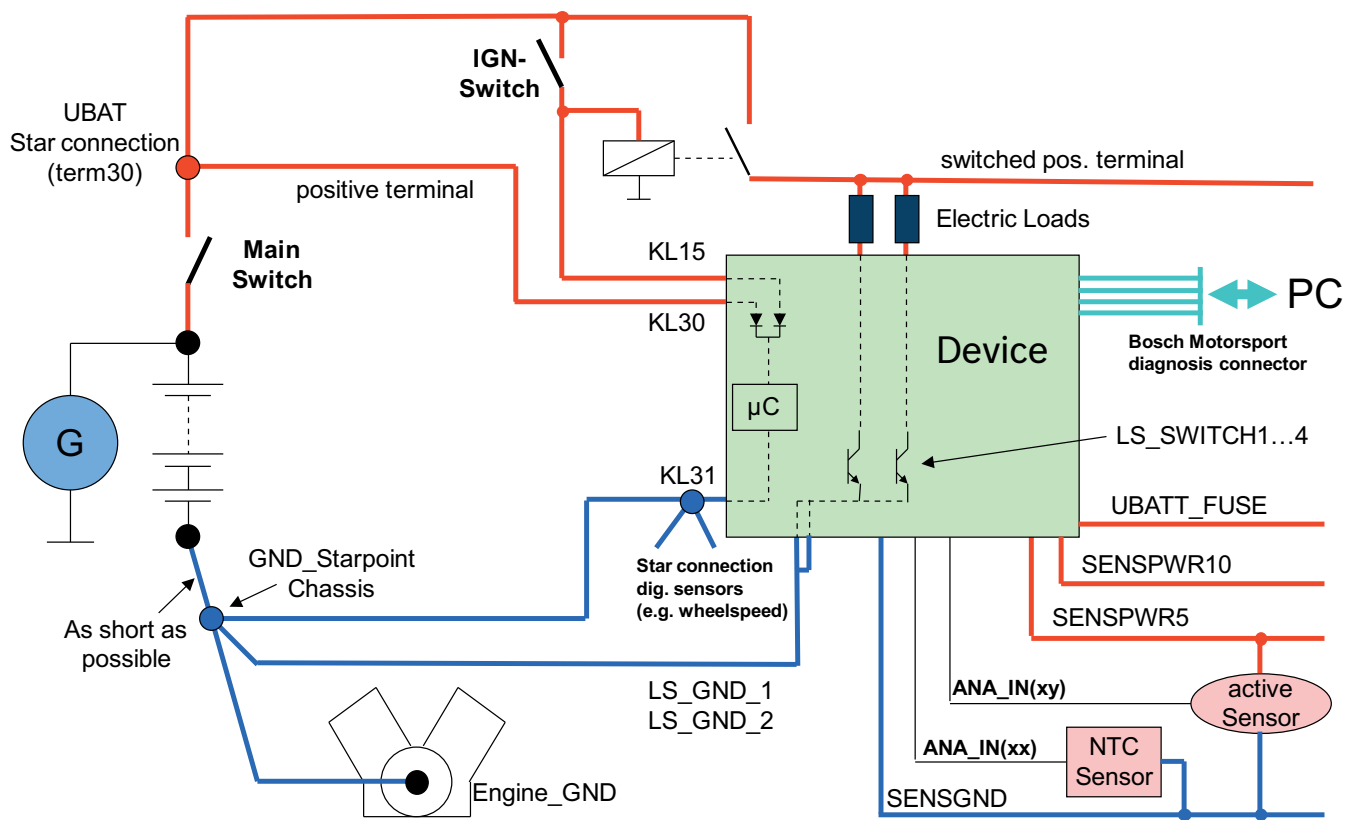 IGN-
Switch
UBAT
Star connection
(term30)
positive terminal
switched pos. terminal
Electric Loads
Main
Switch
KL15
KL30
Device
PC
Bosch Motorsport
diagnosis connector
G
µC
LS_SWITCH1…4
KL31
UBATT_FUSE
GND_Starpoint
Chassis
Star connection
dig. sensors
(e.g. wheelspeed)
SENSPWR10
As short as
possible
SENSPWR5
LS_GND_1
LS_GND_2
ANA_IN(xy)
active
Sensor
ANA_IN(xx)
NTC
Sensor
Engine_GND
SENSGND